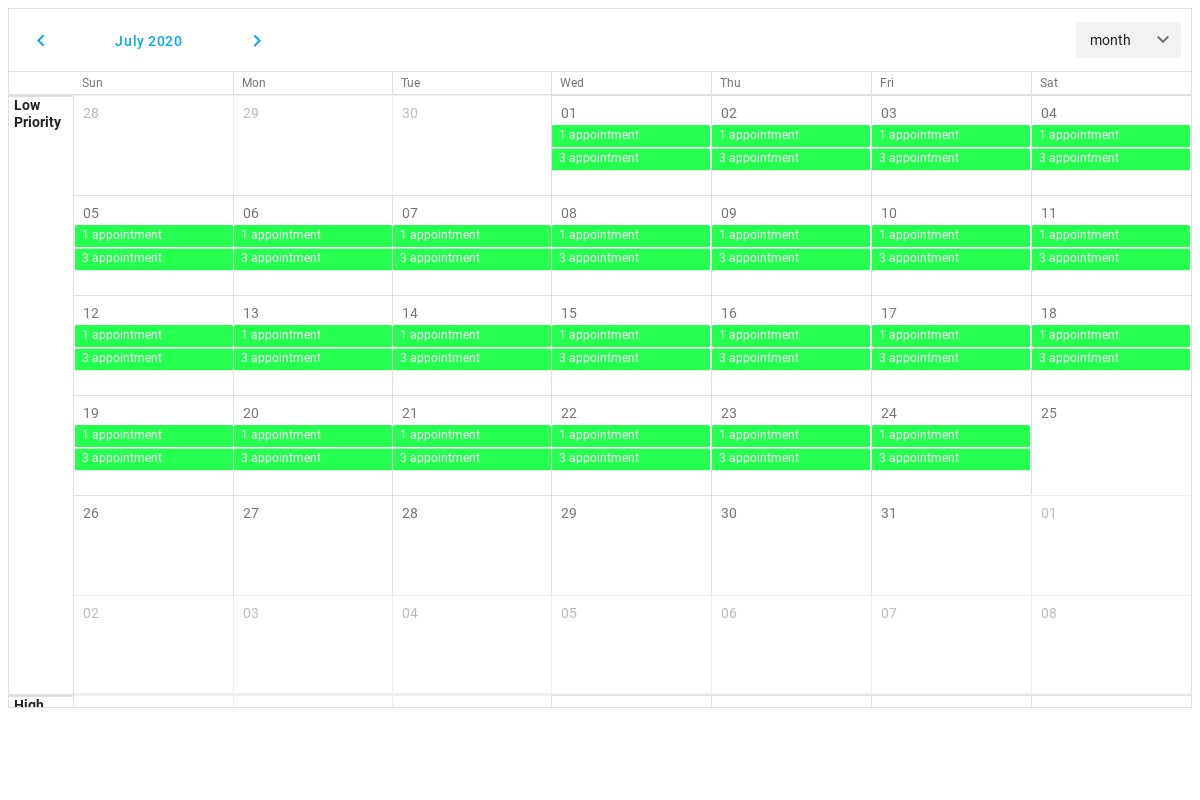 July 2020
month
Sun Mon Tue Wed Thu Fri Sat
Low
Priority
28 29 30 01 02 03 04
1 appointment 1 appointment 1 appointment 1 appointment
3 appointment 3 appointment 3 appointment 3 appointment
05 06 07 08 09 10 11
1 appointment 1 appointment 1 appointment 1 appointment 1 appointment 1 appointment 1 appointment
3 appointment 3 appointment 3 appointment 3 appointment 3 appointment 3 appointment 3 appointment
12 13 14 15 16 17 18
1 appointment 1 appointment 1 appointment 1 appointment 1 appointment 1 appointment 1 appointment
3 appointment 3 appointment 3 appointment 3 appointment 3 appointment 3 appointment 3 appointment
19 20 21 22 23 24 25
1 appointment 1 appointment 1 appointment 1 appointment 1 appointment 1 appointment
3 appointment 3 appointment 3 appointment 3 appointment 3 appointment 3 appointment
26 27 28 29 30 31 01
02 03 04 05 06 07 08
High